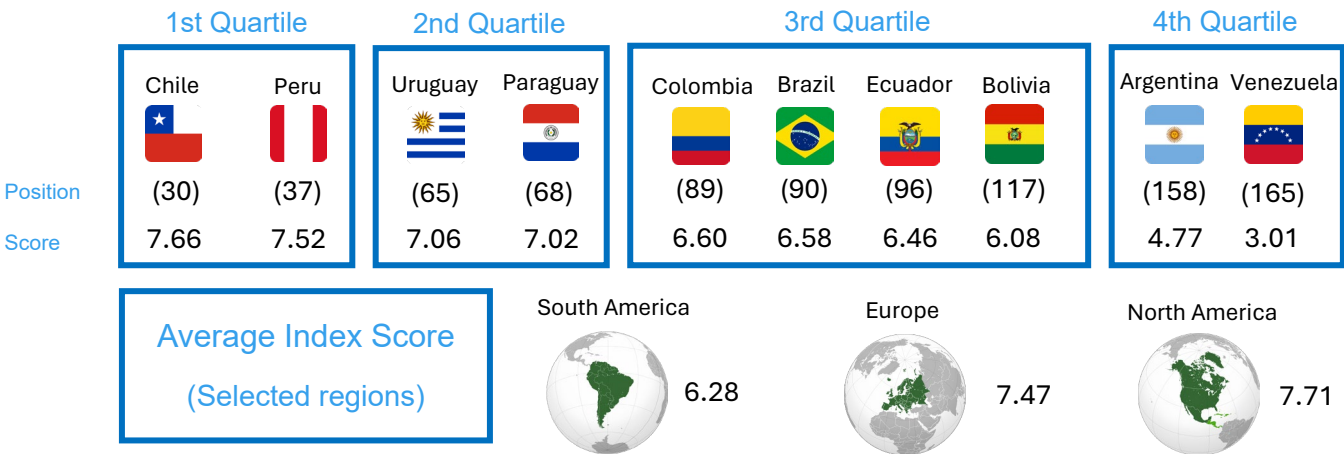 1st Quartile 2nd Quartile 3rd Quartile 4th Quartile
Chile Peru Uruguay Paraguay Colombia Brazil Ecuador Bolivia Argentina Venezuela
Position (30) (37) (65) (68) (89) (90) (96) (117) (158) (165)
Score 7.66 7.52 7.06 7.02 6.60 6.58 6.46 6.08 4.77 3.01
Average Index Score
(Selected regions)
South America Europe North America
6.28 7.47 7.71